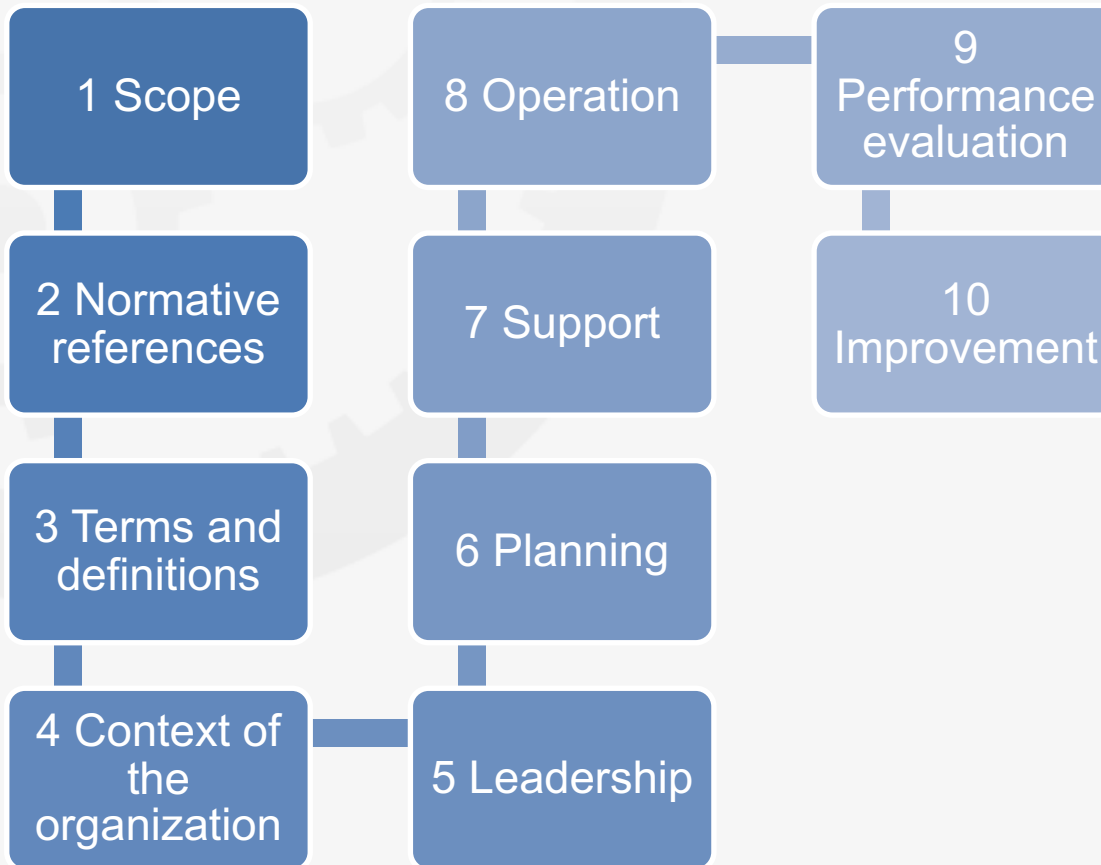 1 Scope
2 Normative
references
3 Terms and
definitions
4 Context of
the
organization
5 Leadership
6 Planning
7 Support
8 Operation
9
Performance
evaluation
10
Improvement